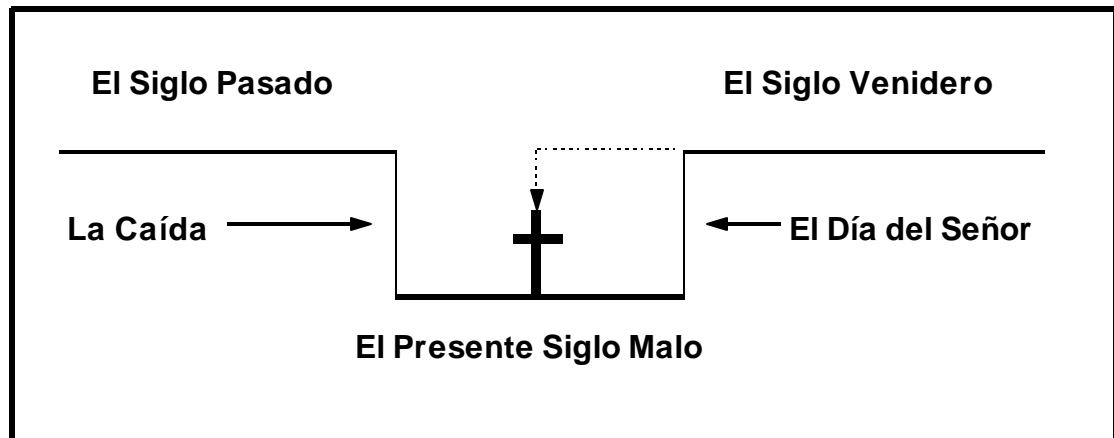 El Siglo Pasado
El Siglo Venidero
La Caída
El Día del Señor
El Presente Siglo Malo